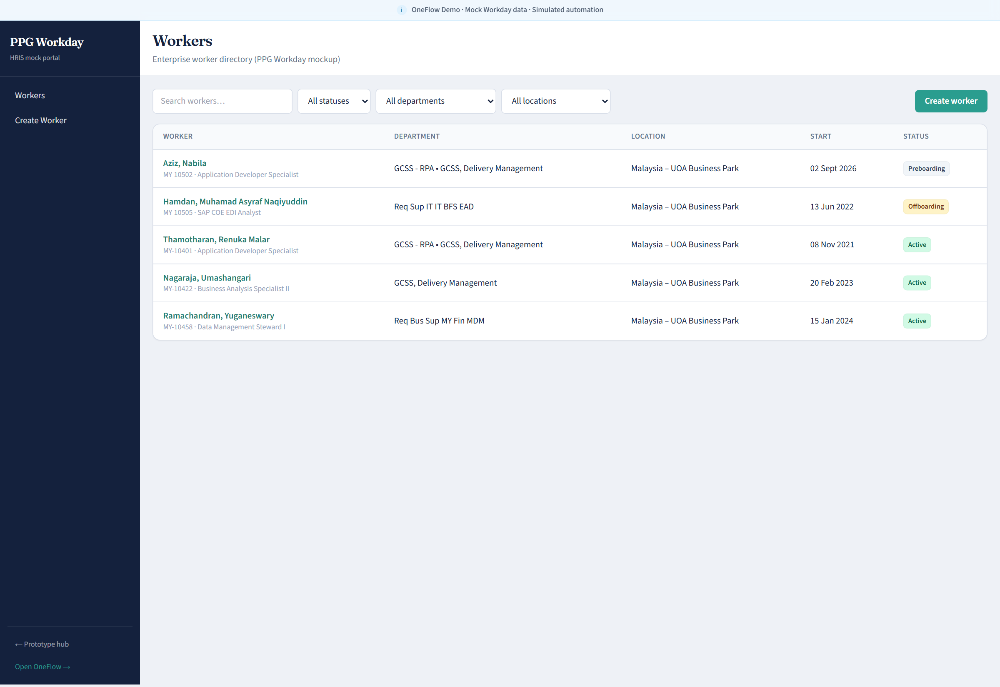 i OneFlow Demo · Mock Workday data · Simulated automation
PPG Workday
HRIS mock portal
Workers
Create Worker
← Prototype hub
Open OneFlow →
Workers
Enterprise worker directory (PPG Workday mockup)
Search workers... All statuses All departments All locations Create worker
WORKER DEPARTMENT LOCATION START STATUS
Aziz, Nabila
MY-10502 · Application Developer Specialist
GCSS - RPA • GCSS, Delivery Management Malaysia – UOA Business Park 02 Sept 2026 Preboarding
Hamdan, Muhamad Asyraf Naqiyuddin
MY-10505 · SAP COE EDI Analyst
Req Sup IT IT BFS EAD Malaysia – UOA Business Park 13 Jun 2022 Offboarding
Thamotharan, Renuka Malar
MY-10401 · Application Developer Specialist
GCSS - RPA • GCSS, Delivery Management Malaysia – UOA Business Park 08 Nov 2021 Active
Nagaraja, Umashangari
MY-10422 · Business Analysis Specialist II
GCSS, Delivery Management Malaysia – UOA Business Park 20 Feb 2023 Active
Ramachandran, Yuganeswary
MY-10458 · Data Management Steward I
Req Bus Sup MY Fin MDM Malaysia – UOA Business Park 15 Jan 2024 Active